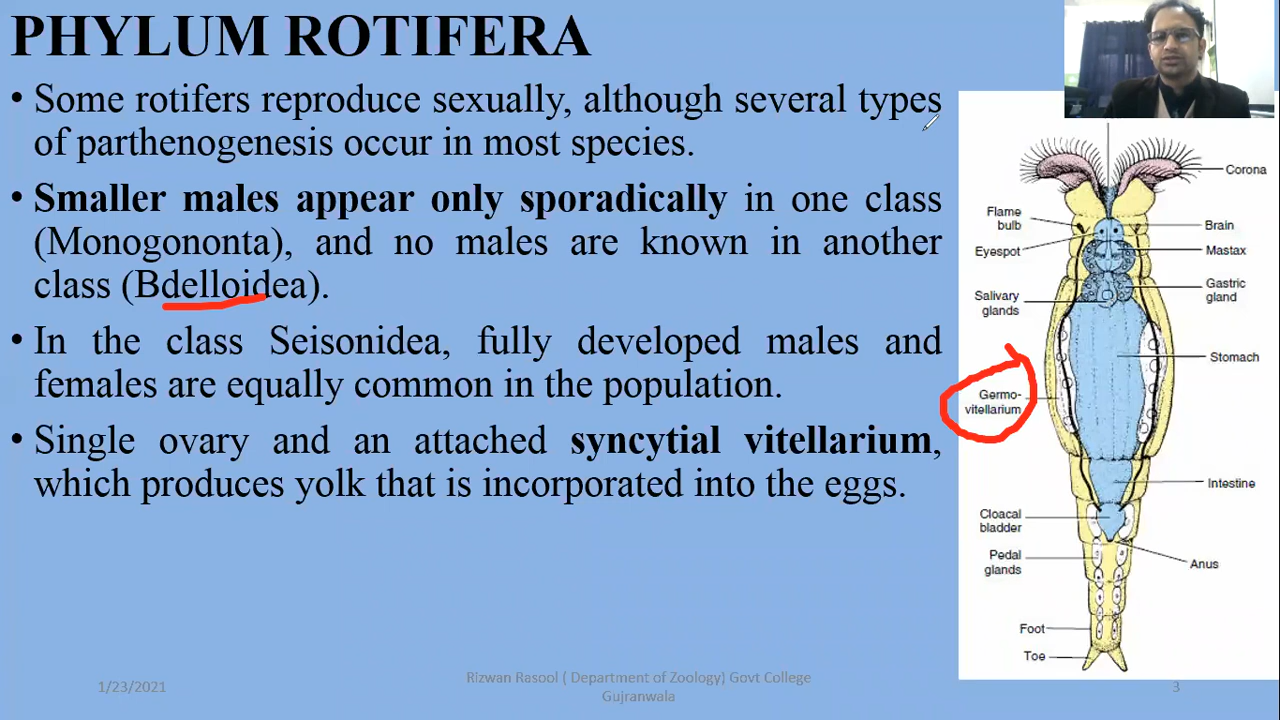 PHYLUM ROTIFERA
• Some rotifers reproduce sexually, although several types
of parthenogenesis occur in most species.
• Smaller males appear only sporadically in one class
(Monogononta), and no males are known in another
class (Bdelloidea).
• In the class Seisonidea, fully developed males and
females are equally common in the population.
• Single ovary and an attached syncytial vitellarium,
which produces yolk that is incorporated into the eggs.
Corona
Flame
bulb
Brain
Eyespot
Mastax
Salivary
glands
Gastric
gland
Stomach
Germo-
vitellarium
Intestine
Cloacal
bladder
Pedal
glands
Anus
Foot
Toe
1/23/2021
Rizwan Rasool ( Department of Zoology) Govt College
Gujranwala
3